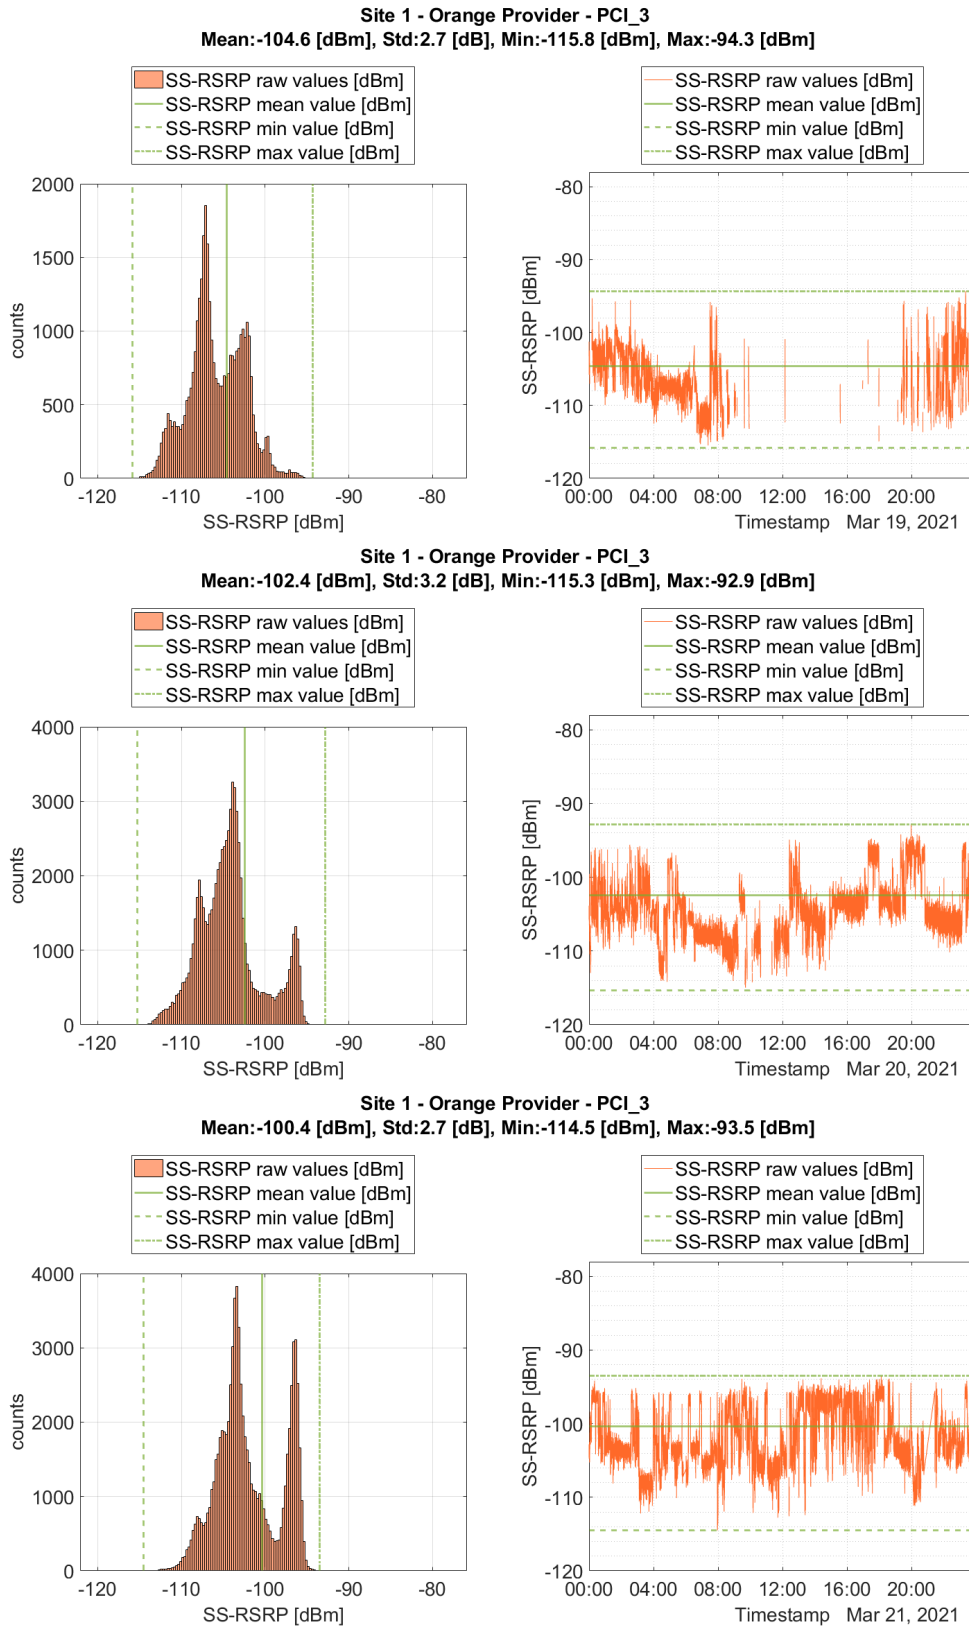 Site 1 - Orange Provider - PCI_3
Mean:-104.6 [dBm], Std:2.7 [dB], Min:-115.8 [dBm], Max:-94.3 [dBm]
SS-RSRP raw values [dBm]
SS-RSRP mean value [dBm]
SS-RSRP min value [dBm]
SS-RSRP max value [dBm]
2000
1500
1000
500
0
counts
-120 -110 -100 -90 -80
SS-RSRP [dBm]
SS-RSRP raw values [dBm]
SS-RSRP mean value [dBm]
SS-RSRP min value [dBm]
SS-RSRP max value [dBm]
-80
-90
-100
-110
-120
SS-RSRP [dBm]
00:00 04:00 08:00 12:00 16:00 20:00
Timestamp Mar 19, 2021
Site 1 - Orange Provider - PCI_3
Mean:-102.4 [dBm], Std:3.2 [dB], Min:-115.3 [dBm], Max:-92.9 [dBm]
SS-RSRP raw values [dBm]
SS-RSRP mean value [dBm]
SS-RSRP min value [dBm]
SS-RSRP max value [dBm]
4000
3000
2000
1000
0
counts
-120 -110 -100 -90 -80
SS-RSRP [dBm]
SS-RSRP raw values [dBm]
SS-RSRP mean value [dBm]
SS-RSRP min value [dBm]
SS-RSRP max value [dBm]
-80
-90
-100
-110
-120
SS-RSRP [dBm]
00:00 04:00 08:00 12:00 16:00 20:00
Timestamp Mar 20, 2021
Site 1 - Orange Provider - PCI_3
Mean:-100.4 [dBm], Std:2.7 [dB], Min:-114.5 [dBm], Max:-93.5 [dBm]
SS-RSRP raw values [dBm]
SS-RSRP mean value [dBm]
SS-RSRP min value [dBm]
SS-RSRP max value [dBm]
4000
3000
2000
1000
0
counts
-120 -110 -100 -90 -80
SS-RSRP [dBm]
SS-RSRP raw values [dBm]
SS-RSRP mean value [dBm]
SS-RSRP min value [dBm]
SS-RSRP max value [dBm]
-80
-90
-100
-110
-120
SS-RSRP [dBm]
00:00 04:00 08:00 12:00 16:00 20:00
Timestamp Mar 21, 2021